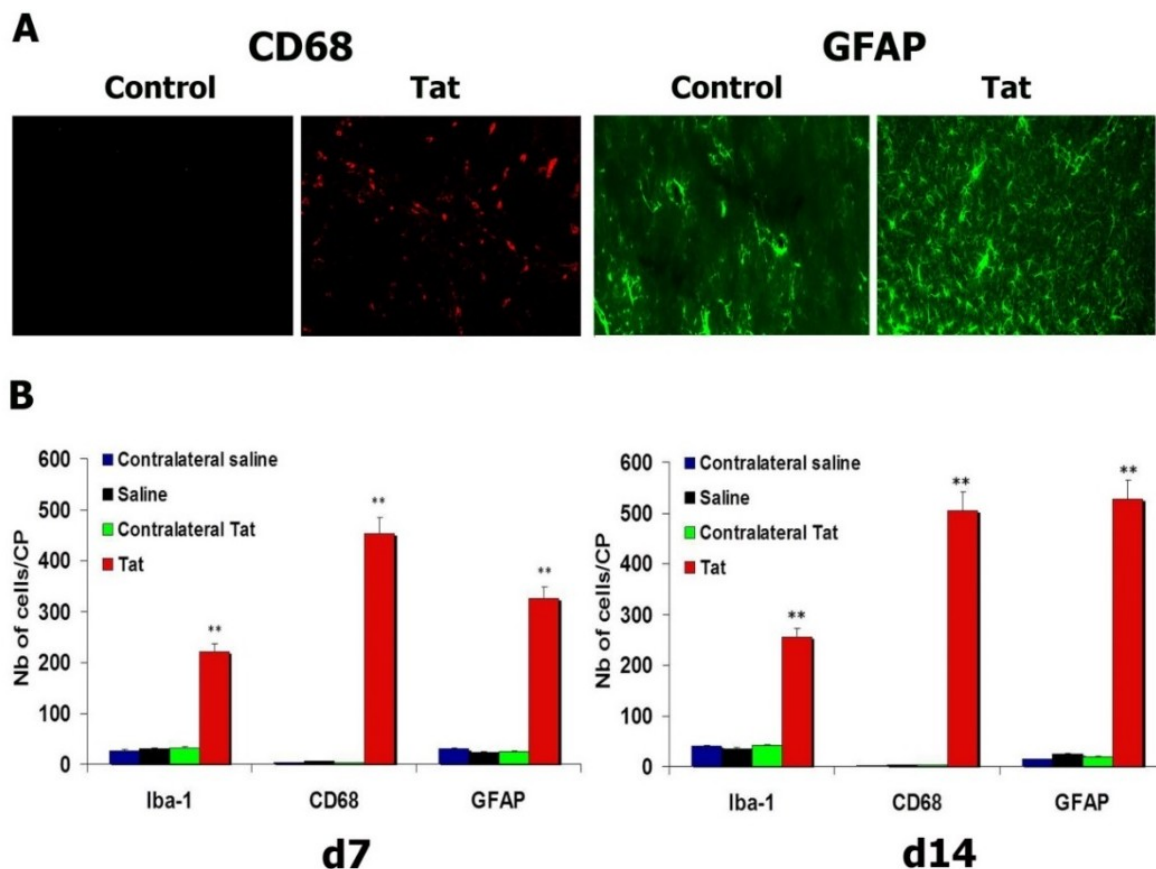 A
CD68 GFAP
Control Tat Control Tat
B
Nb of cells/CP
600
500
400
300
200
100
0
Contralateral saline
Saline
Contralateral Tat
Tat
**
**
**
Iba-1 CD68 GFAP
d7
Nb of cells/CP
600
500
400
300
200
100
0
Contralateral saline
Saline
Contralateral Tat
Tat
**
**
**
Iba-1 CD68 GFAP
d14